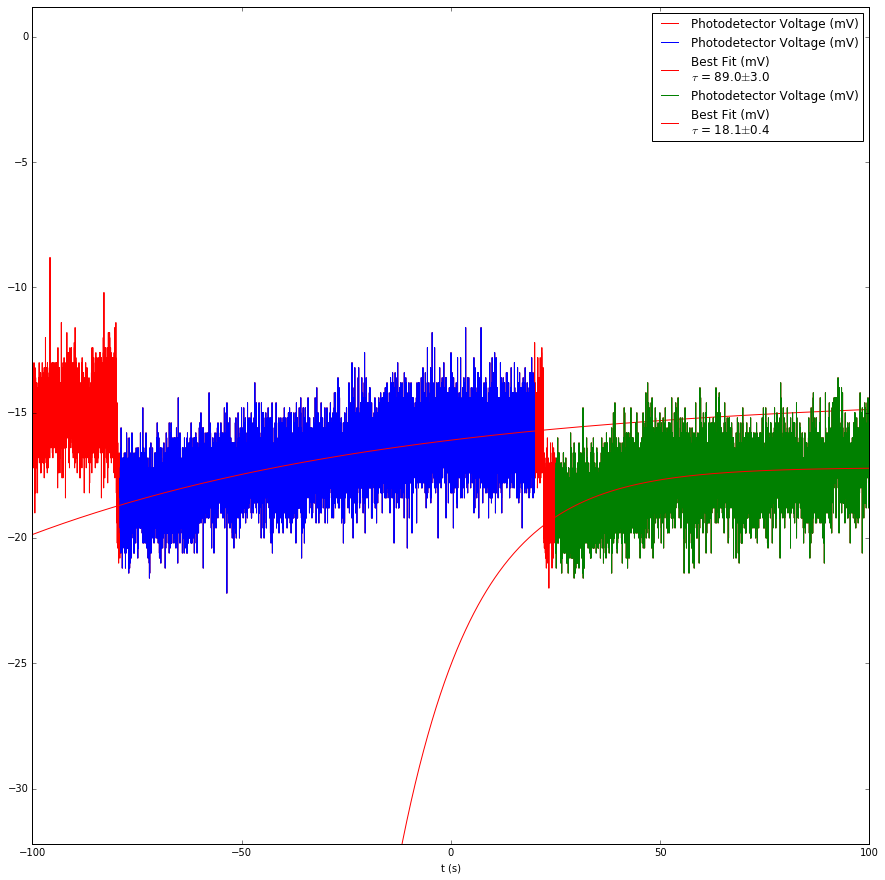 Photodetector Voltage (mV)
Photodetector Voltage (mV)
Best Fit (mV)
τ = 89.0±3.0
Photodetector Voltage (mV)
Best Fit (mV)
τ = 18.1±0.4
0
−5
−10
−15
−20
−25
−30
−100
−50
0
50
100
t (s)